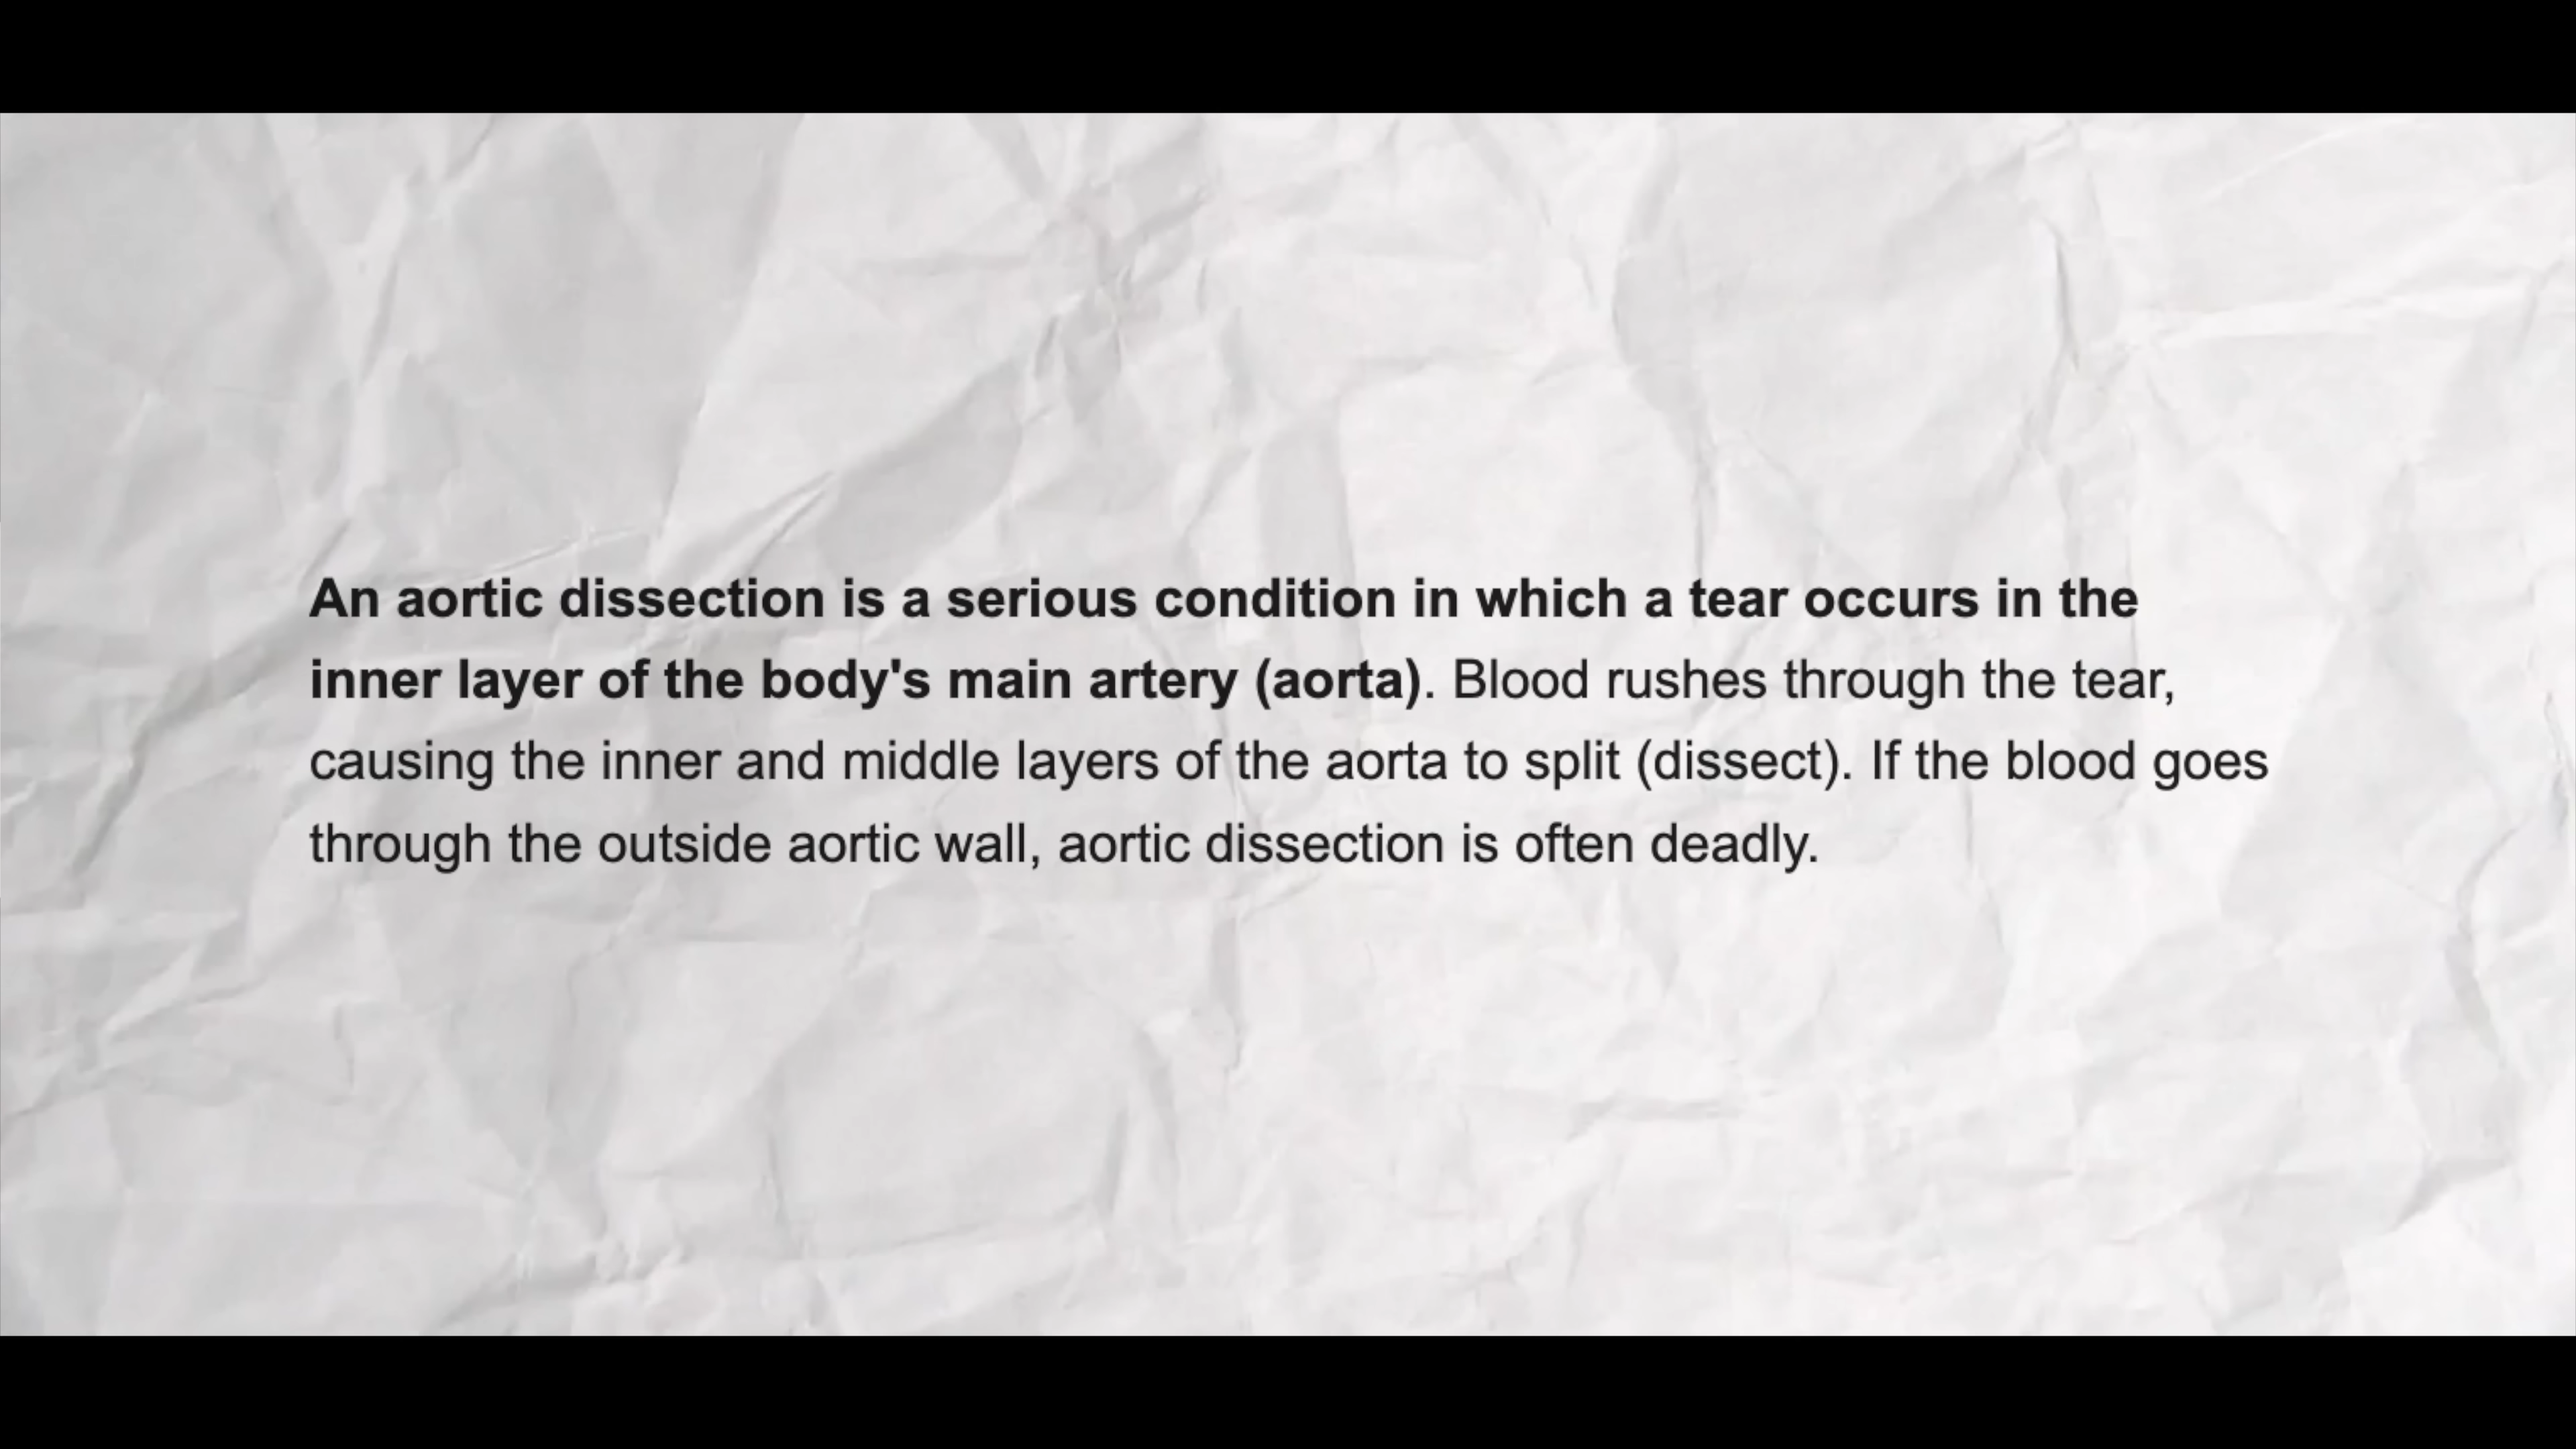 An aortic dissection is a serious condition in which a tear occurs in the
inner layer of the body's main artery (aorta). Blood rushes through the tear,
causing the inner and middle layers of the aorta to split (dissect). If the blood goes
through the outside aortic wall, aortic dissection is often deadly.